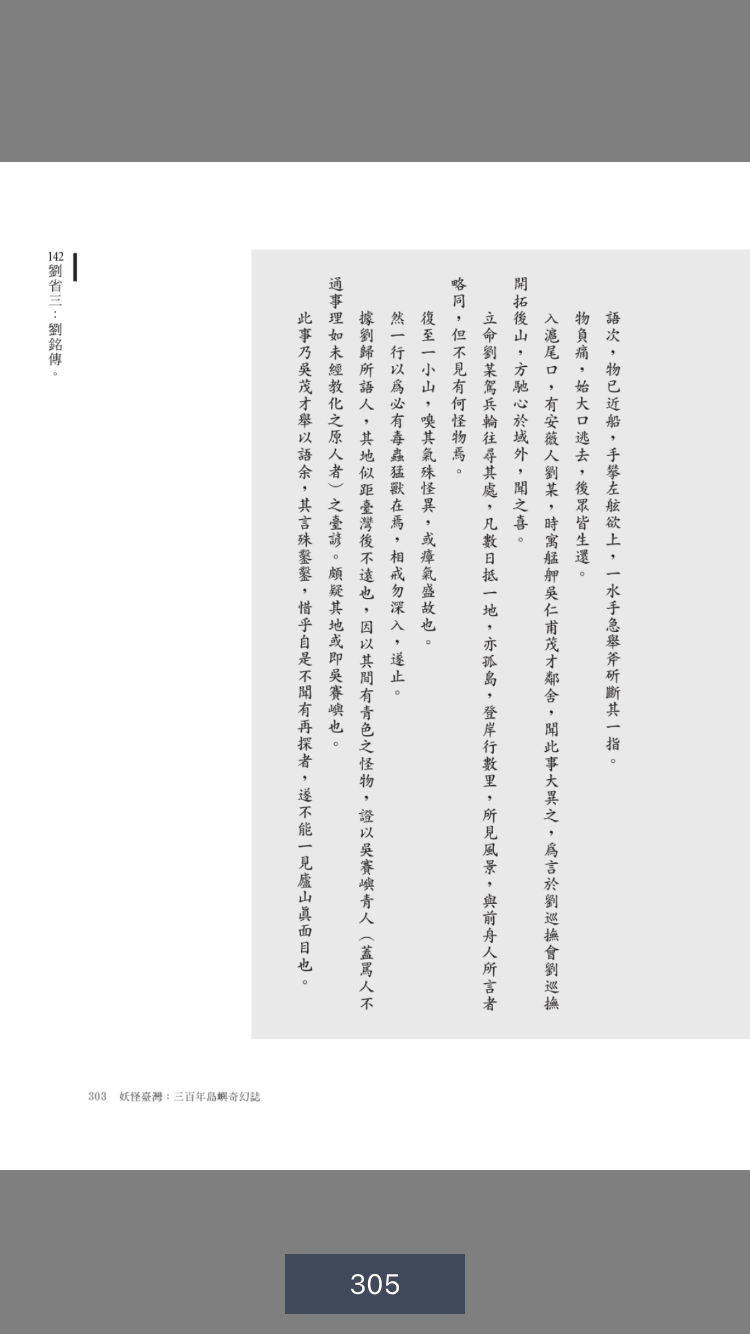 語次，物已近船，手攀左舷欲上，一水手急舉斧斫斷其一指。
物負痛，始大口逃去，後眾皆生還。
入滬尾口，有安薇人劉某，時寓艋舺吳仁甫茂才鄰舍，聞此事大異之，為言於劉巡撫會劉巡撫
開拓後山，方馳心於域外，聞之喜。
立命劉某駕兵輪往尋其處，凡數日抵一地，亦孤島，登岸行數里，所見風景，與前舟人所言者
略同，但不見有何怪物焉。
復至一小山，嗅其氣殊怪異，或瘴氣盛故也。
然一行以為必有毒蟲猛獸在焉，相戒勿深入，遂止。
據劉歸所語人，其地似距臺灣後不遠也，因以其間有青色之怪物，證以吳賽嶼青人（蓋罵人不
通事理如未經教化之原人者）之臺諺。頗疑其地或即吳賽嶼也。
此事乃吳茂才舉以語余，其言殊鑿鑿，惜乎自是不聞有再探者，遂不能一見廬山真面目也。
142劉省三：劉銘傳。
303 妖怪臺灣：三百年島嶼奇幻誌
305